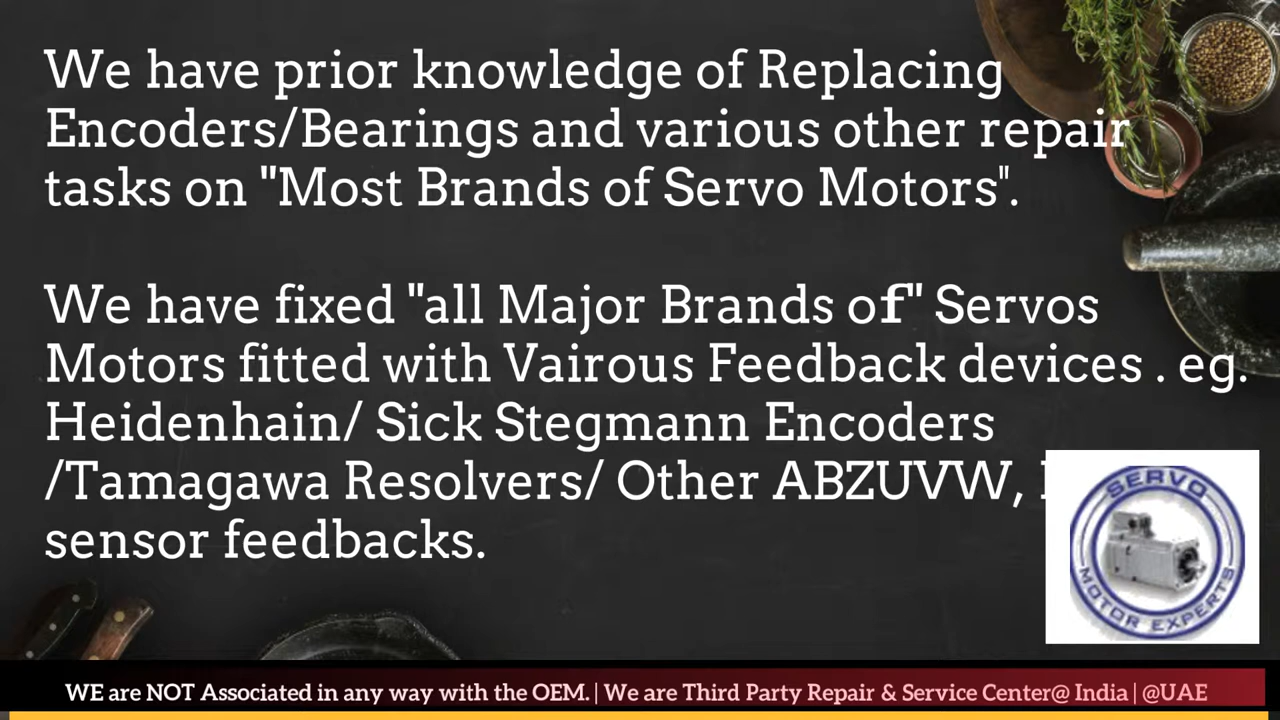 We have prior knowledge of Replacing
Encoders/Bearings and various other repair
tasks on "Most Brands of Servo Motors".
We have fixed "all Major Brands of" Servos
Motors fitted with Vairous Feedback devices . eg.
Heidenhain/ Sick Stegmann Encoders
/Tamagawa Resolvers/ Other ABZUVW,
sensor feedbacks.
SERVO
MOTOR EXPERTS
WE are NOT Associated in any way with the OEM. | We are Third Party Repair & Service Center@ India | @UAE